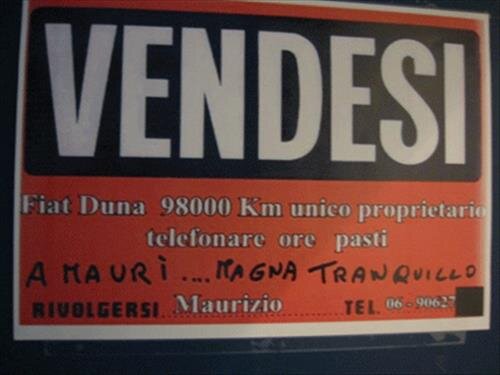 VENDESI
Fiat Duna 98000 Km unico proprietario
telefonare ore pasti
A MAURÌ .... MAGNA TRANQUILLO
RIVOLGERSI Maurizio TEL. 06 - 90627